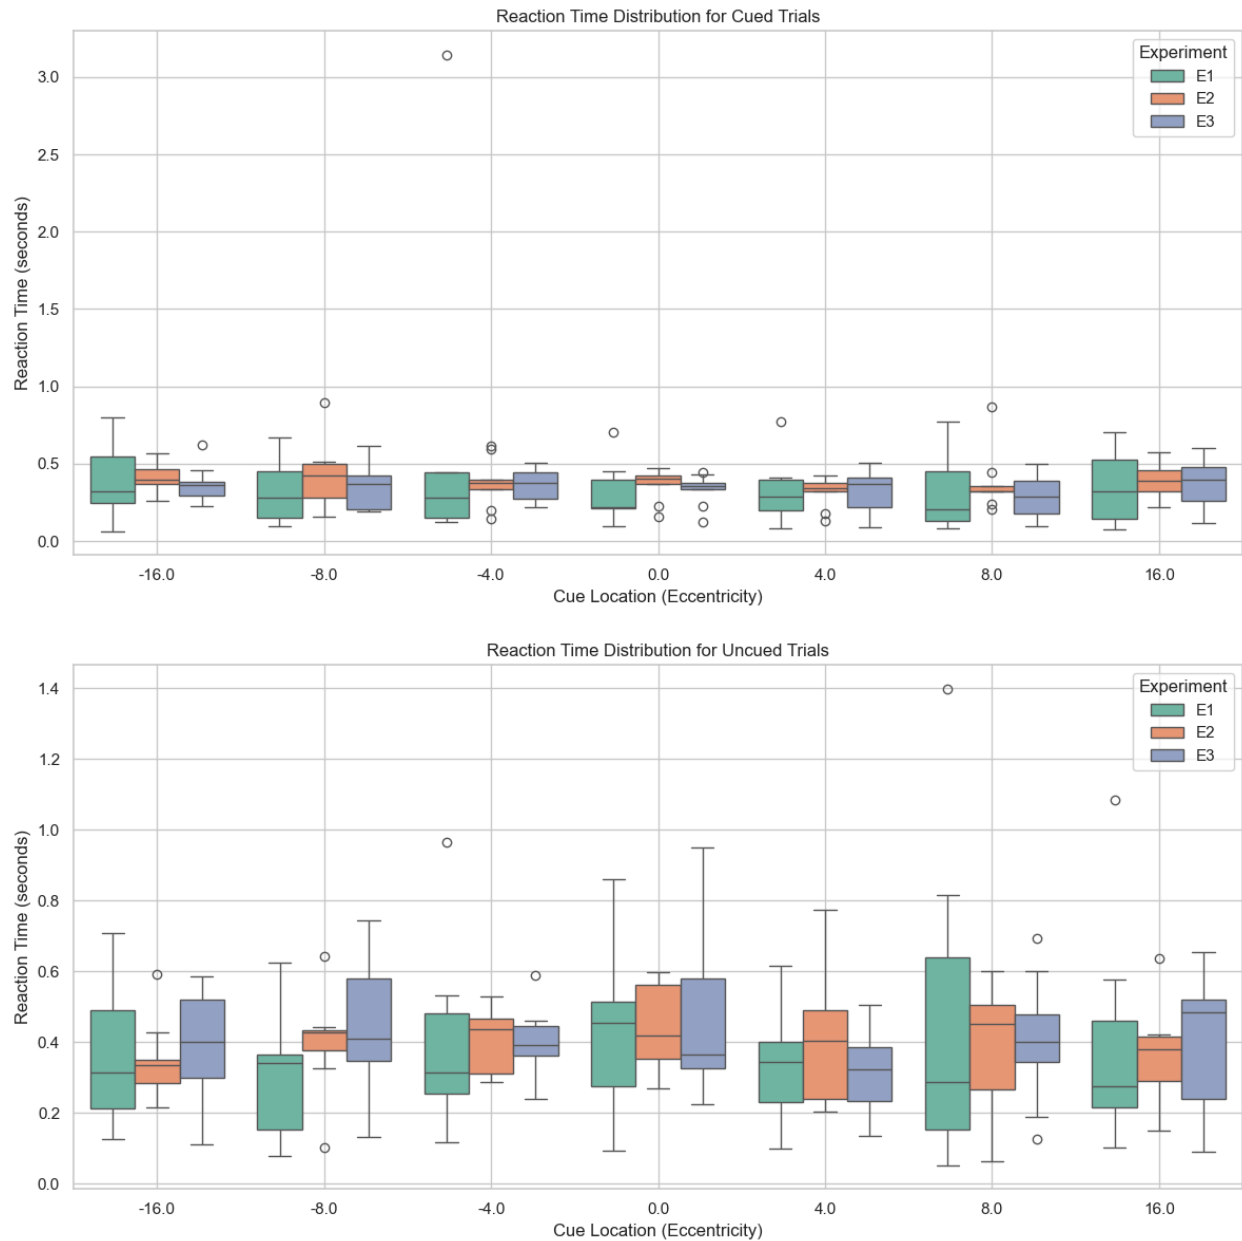 Reaction Time Distribution for Cued Trials
Experiment
E1
E2
E3
Reaction Time (seconds)
3.0
2.5
2.0
1.5
1.0
0.5
0.0
-16.0 -8.0 -4.0 0.0 4.0 8.0 16.0
Cue Location (Eccentricity)
Reaction Time Distribution for Uncued Trials
Experiment
E1
E2
E3
Reaction Time (seconds)
1.4
1.2
1.0
0.8
0.6
0.4
0.2
0.0
-16.0 -8.0 -4.0 0.0 4.0 8.0 16.0
Cue Location (Eccentricity)